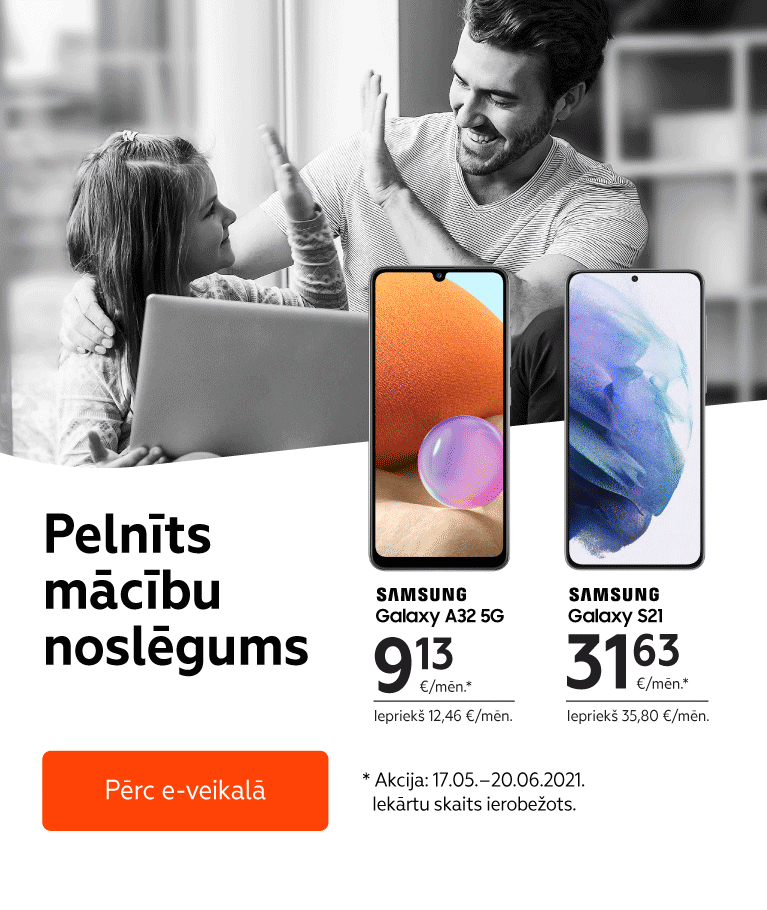 Pelnīts
mācību
noslēgums
SAMSUNG
Galaxy A32 5G
9 13
€/mēn.*
Iepriekš 12,46 €/mēn.
SAMSUNG
Galaxy S21
31 63
€/mēn.*
Iepriekš 35,80 €/mēn.
Pērc e-veikalā
* Akcija: 17.05.–20.06.2021.
Iekārtu skaits ierobežots.